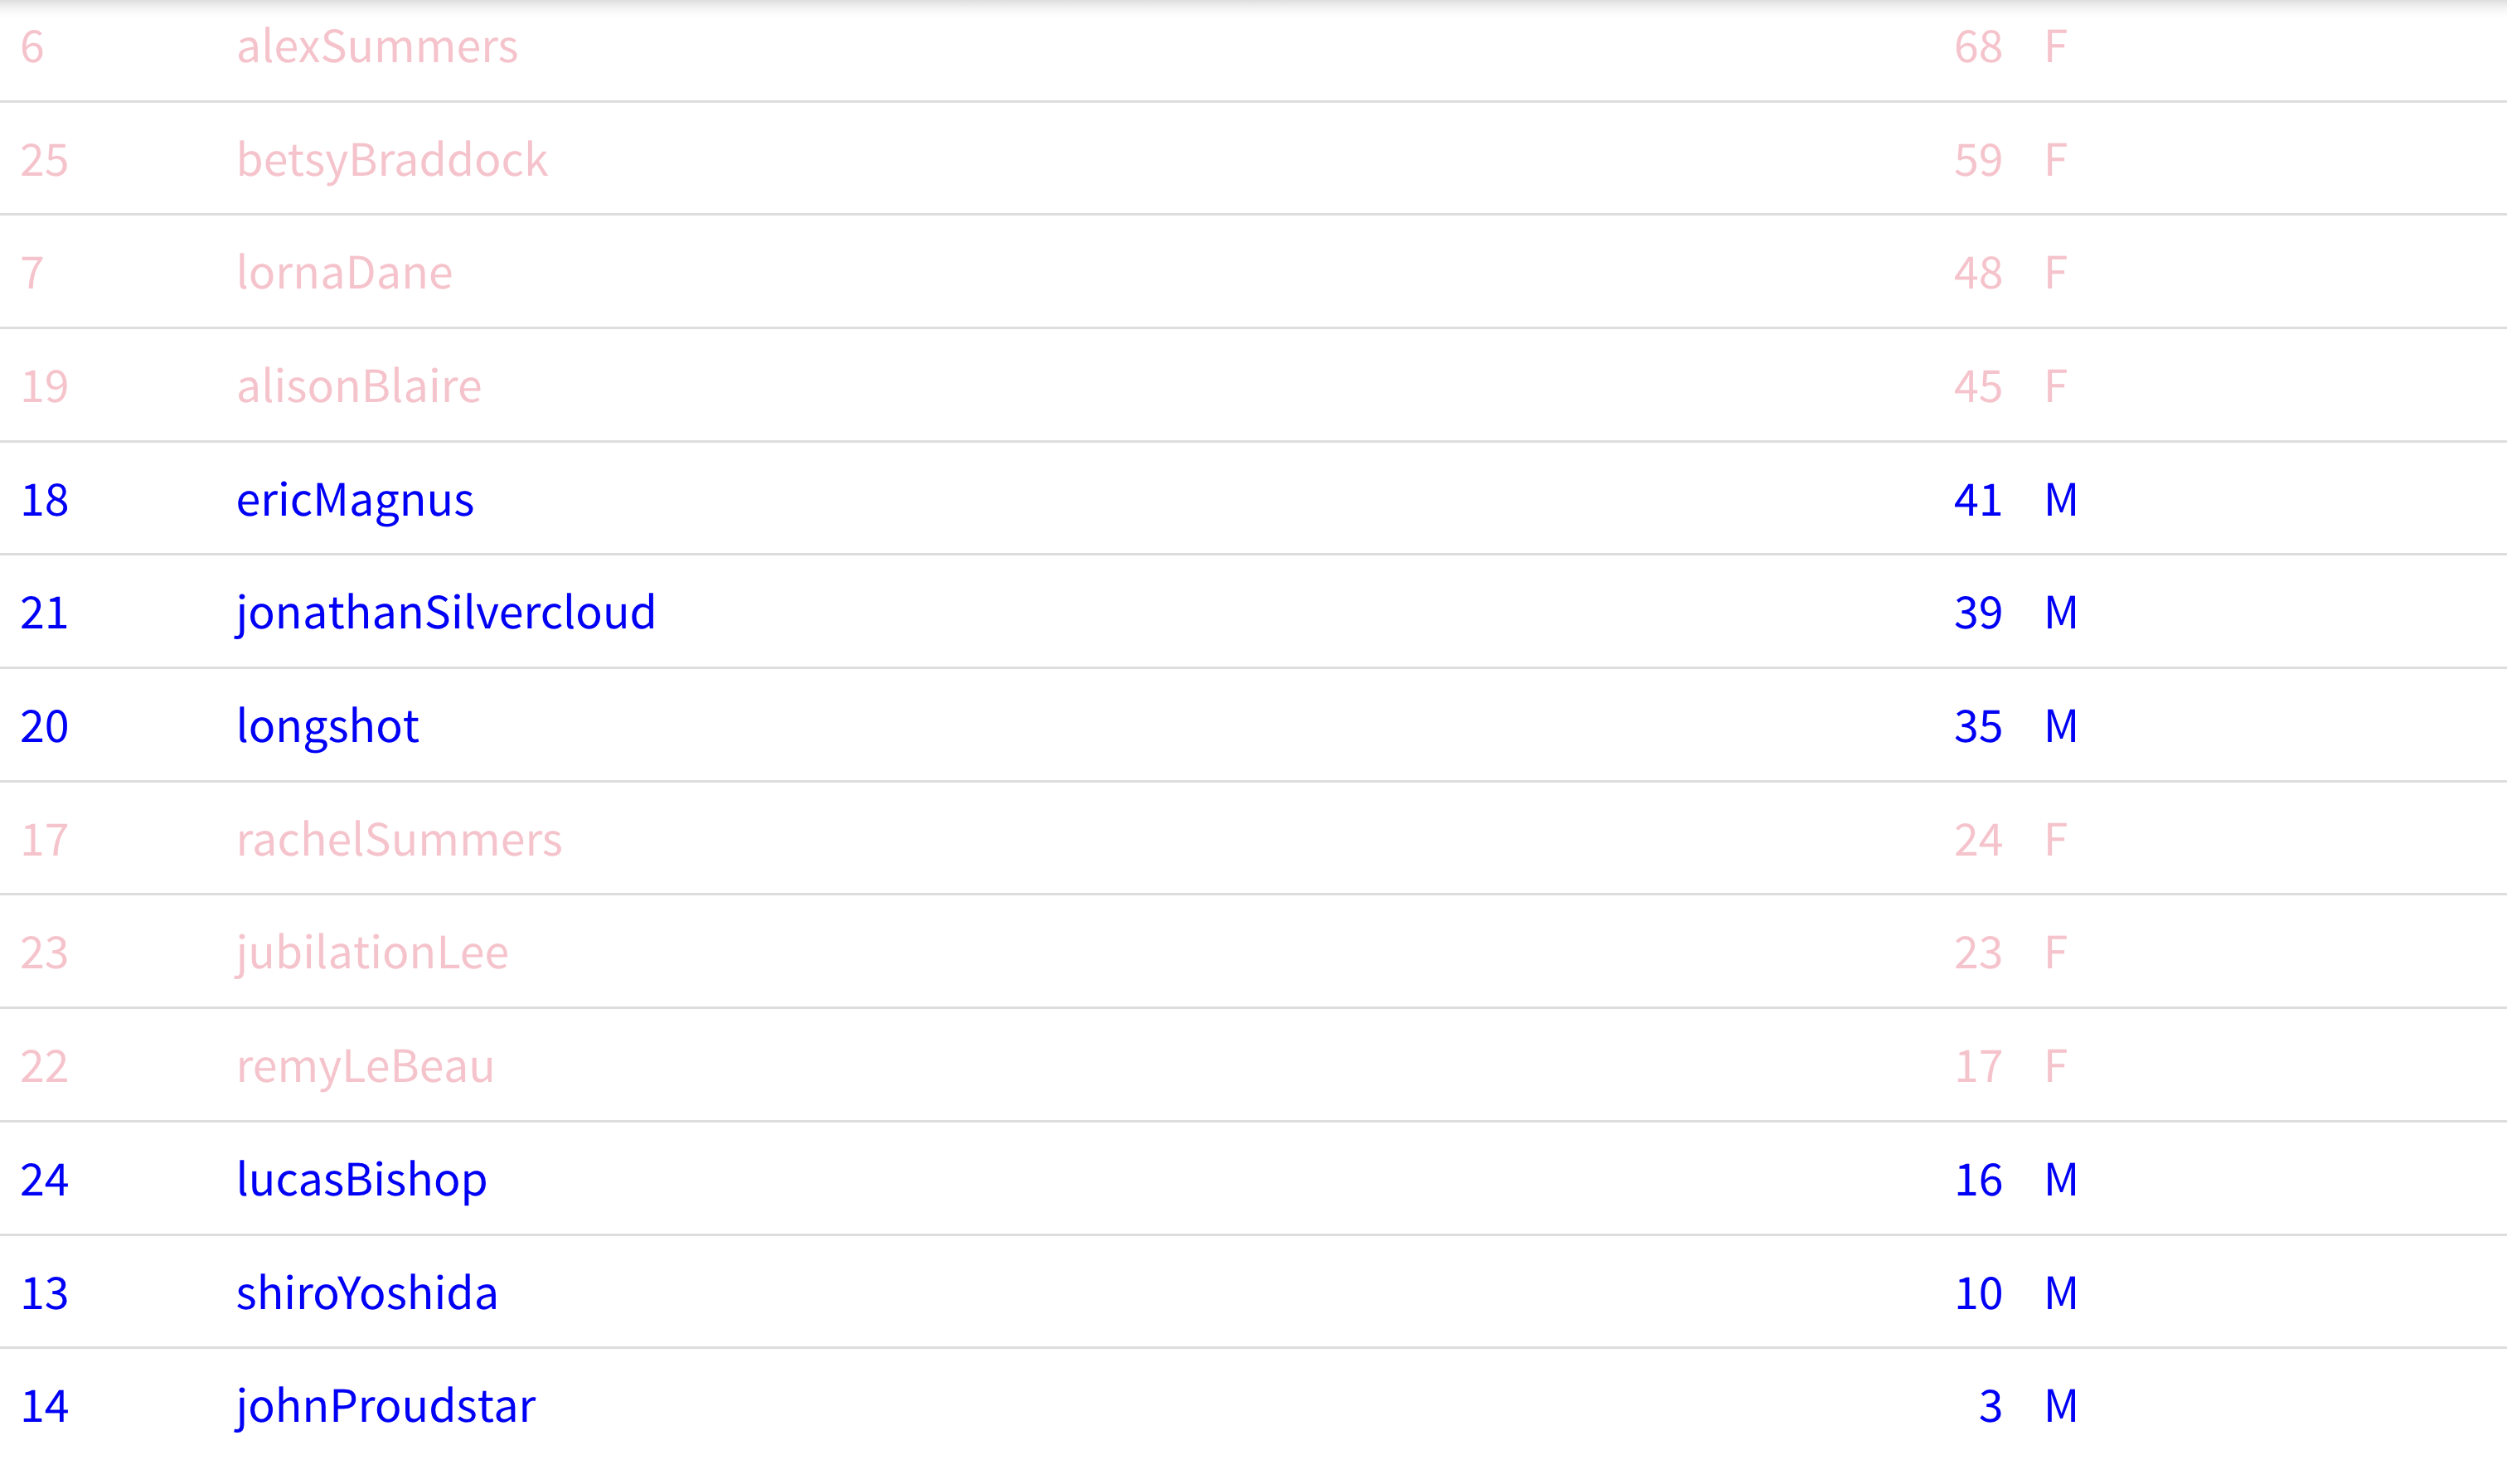 6 alexSummers 68 F
25 betsyBraddock 59 F
7 lornaDane 48 F
19 alisonBlaire 45 F
18 ericMagnus 41 M
21 jonathanSilvercloud 39 M
20 longshot 35 M
17 rachelSummers 24 F
23 jubilationLee 23 F
22 remyLeBeau 17 F
24 lucasBishop 16 M
13 shiroYoshida 10 M
14 johnProudstar 3 M